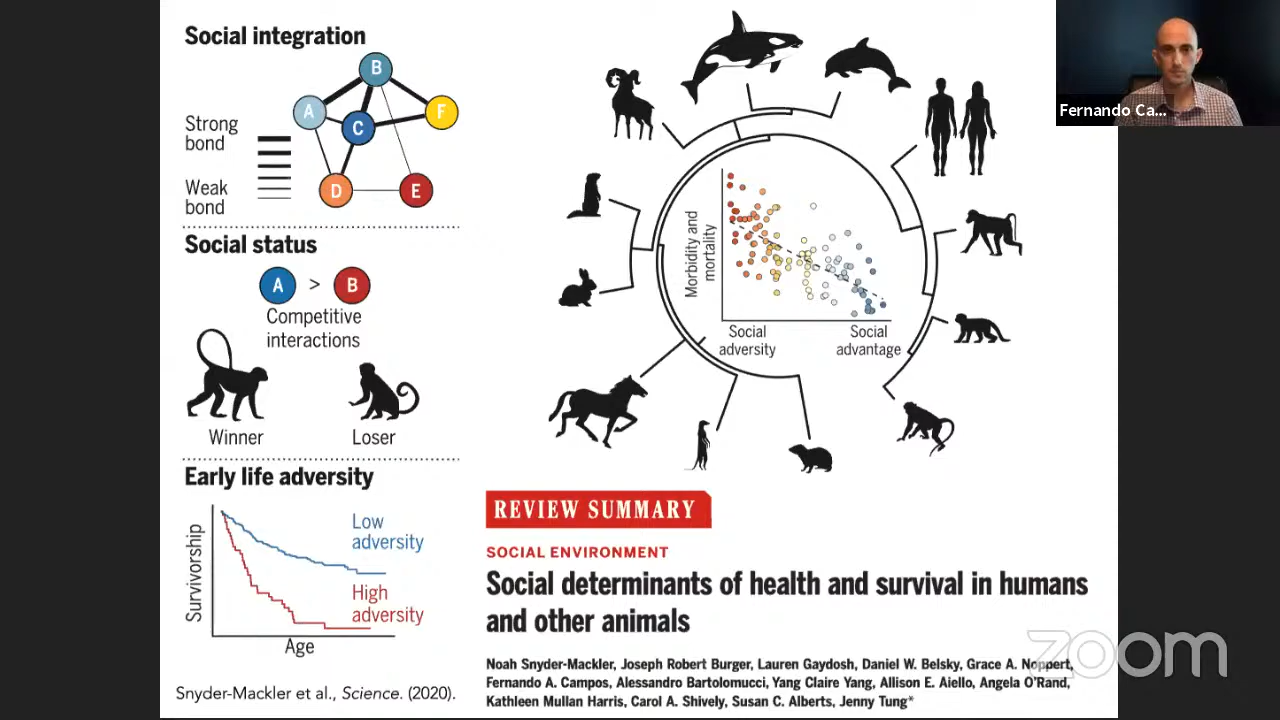 Social integration
B
A
C
F
Strong
bond
Weak
bond
D
E
Social status
A > B
Competitive
interactions
Winner
Loser
Early life adversity
Survivorship
Low
adversity
High
adversity
Age
Snyder-Mackler et al., Science. (2020).
Morbidity and
mortality
Social
adversity
Social
advantage
REVIEW SUMMARY
SOCIAL ENVIRONMENT
Social determinants of health and survival in humans
and other animals
Noah Snyder-Mackler, Joseph Robert Burger, Lauren Gaydosh, Daniel W. Belsky, Grace A. Noppert,
Fernando A. Campos, Alessandro Bartolomucci, Yang Claire Yang, Allison E. Aiello, Angela O'Rand,
Kathleen Mullan Harris, Carol A. Shively, Susan C. Alberts, Jenny Tung*
Fernando Ca...
zoom